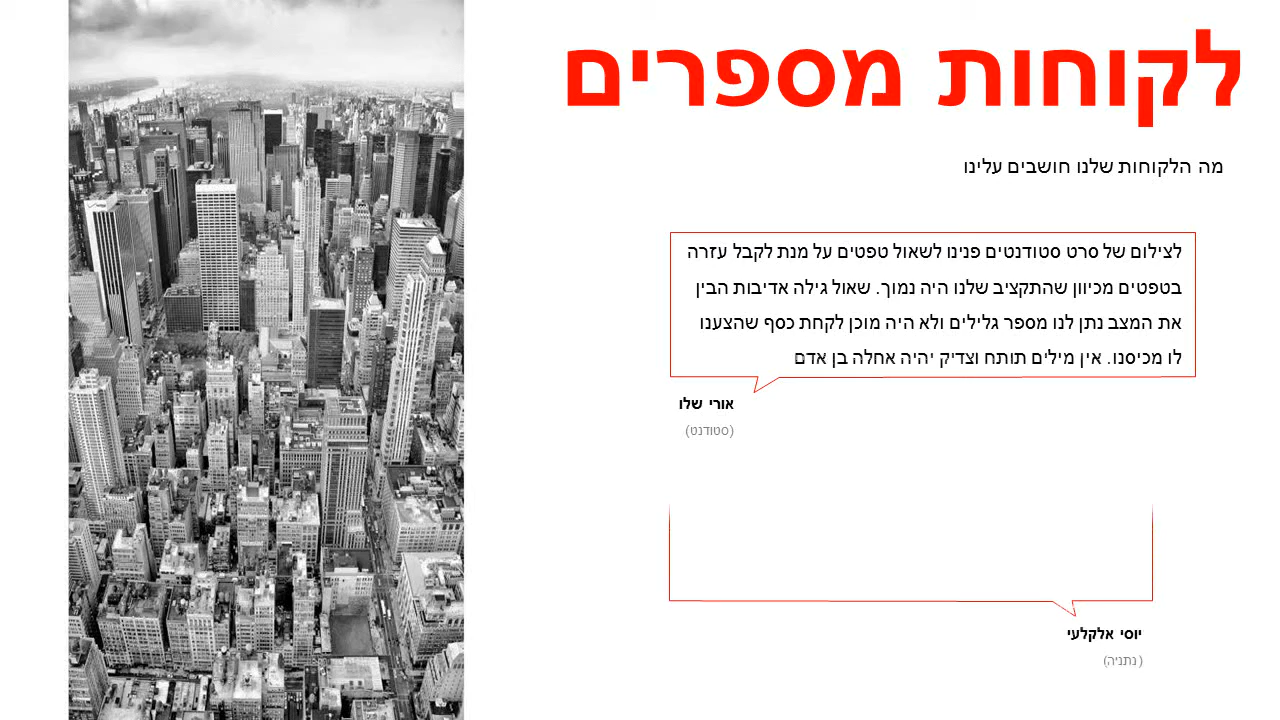 לקוחות מספרים
מה הלקוחות שלנו חושבים עלינו
לצילום של סרט סטודנטים פנינו לשאול טפטים על מנת לקבל עזרה
בטפטים מכיוון שהתקציב שלנו היה נמוך. שאול גילה אדיבות הבין
את המצב נתן לנו מספר גלילים ולא היה מוכן לקחת כסף שהצענו
לו מכיסנו. אין מילים תותח וצדיק יהיה אחלה בן אדם
אורי שלו
(סטודנט)
יוסי אלקלעי
(נתניה)